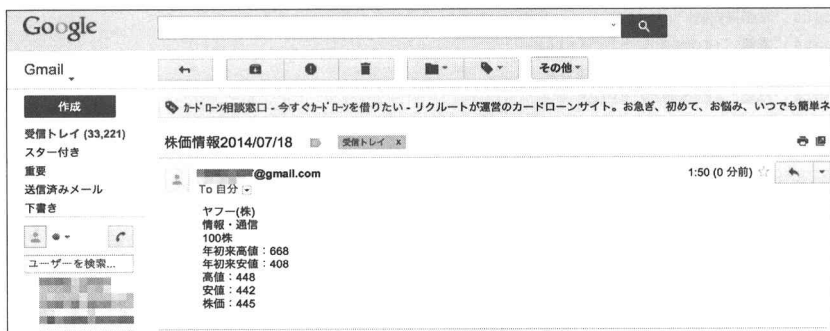 Google
Gmail
その他
作成
カードローン相談窓口 - 今すぐカードローンを借りたい - リクルートが運営のカードローンサイト。お急ぎ、初めて、お悩み、いつでも簡単ネ
受信トレイ (33,221)
スター付き
重要
送信済みメール
下書き
ユーザーを検索...
株価情報2014/07/18
受信トレイ x
@gmail.com
1:50 (0 分前)
To 自分
ヤフー(株)
情報・通信
100株
年初来高値：668
年初来安値：408
高値：448
安値：442
株価：445